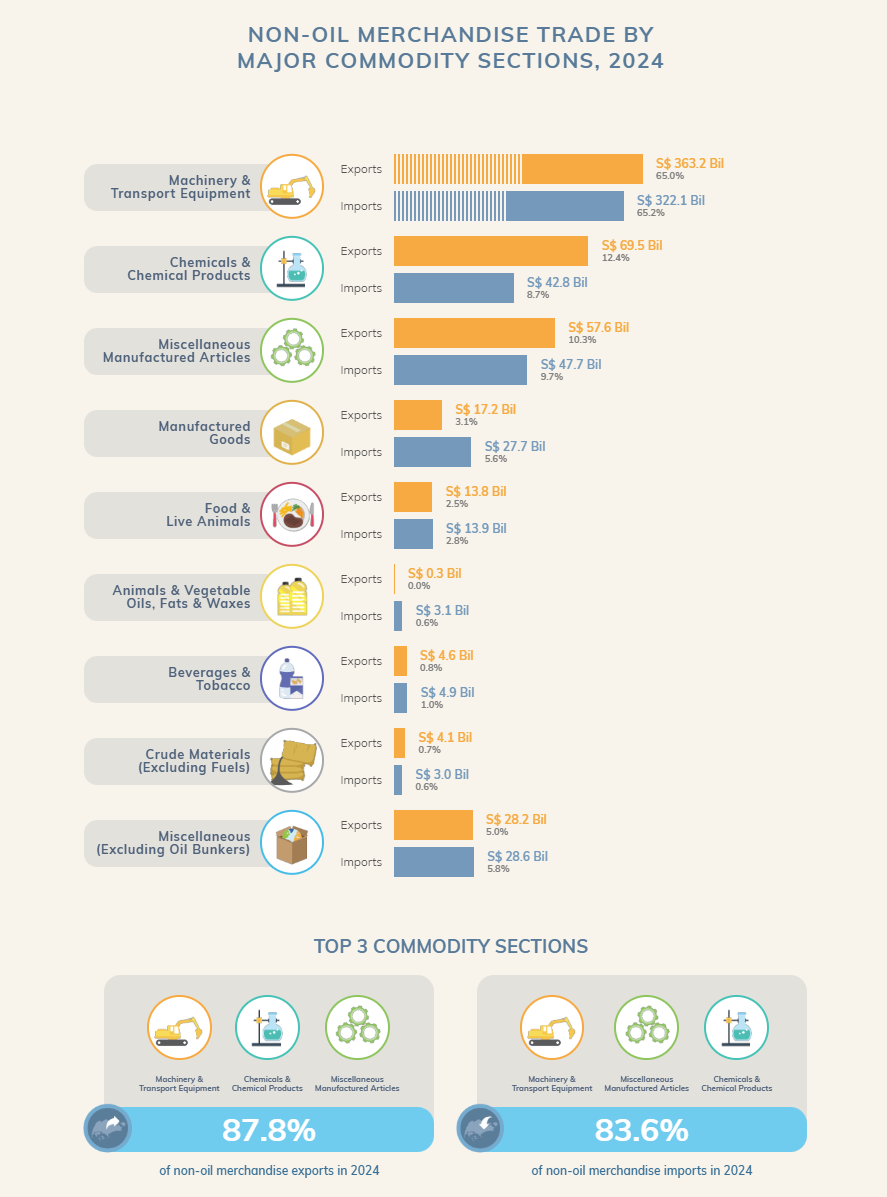 NON-OIL MERCHANDISE TRADE BY
MAJOR COMMODITY SECTIONS, 2024
Machinery &
Transport Equipment
Exports
S$ 363.2 Bil
65.0%
Imports
S$ 322.1 Bil
65.2%
Chemicals &
Chemical Products
Exports
S$ 69.5 Bil
12.4%
Imports
S$ 42.8 Bil
8.7%
Miscellaneous
Manufactured Articles
Exports
S$ 57.6 Bil
10.3%
Imports
S$ 47.7 Bil
9.7%
Manufactured
Goods
Exports
S$ 17.2 Bil
3.1%
Imports
S$ 27.7 Bil
5.6%
Food &
Live Animals
Exports
S$ 13.8 Bil
2.5%
Imports
S$ 13.9 Bil
2.8%
Animals & Vegetable
Oils, Fats & Waxes
Exports
S$ 0.3 Bil
0.0%
Imports
S$ 3.1 Bil
0.6%
Beverages &
Tobacco
Exports
S$ 4.6 Bil
0.8%
Imports
S$ 4.9 Bil
1.0%
Crude Materials
(Excluding Fuels)
Exports
S$ 4.1 Bil
0.7%
Imports
S$ 3.0 Bil
0.6%
Miscellaneous
(Excluding Oil Bunkers)
Exports
S$ 28.2 Bil
5.0%
Imports
S$ 28.6 Bil
5.8%
TOP 3 COMMODITY SECTIONS
Machinery &
Transport Equipment
Chemicals &
Chemical Products
Miscellaneous
Manufactured Articles
87.8%
of non-oil merchandise exports in 2024
Machinery &
Transport Equipment
Miscellaneous
Manufactured Articles
Chemicals &
Chemical Products
83.6%
of non-oil merchandise imports in 2024